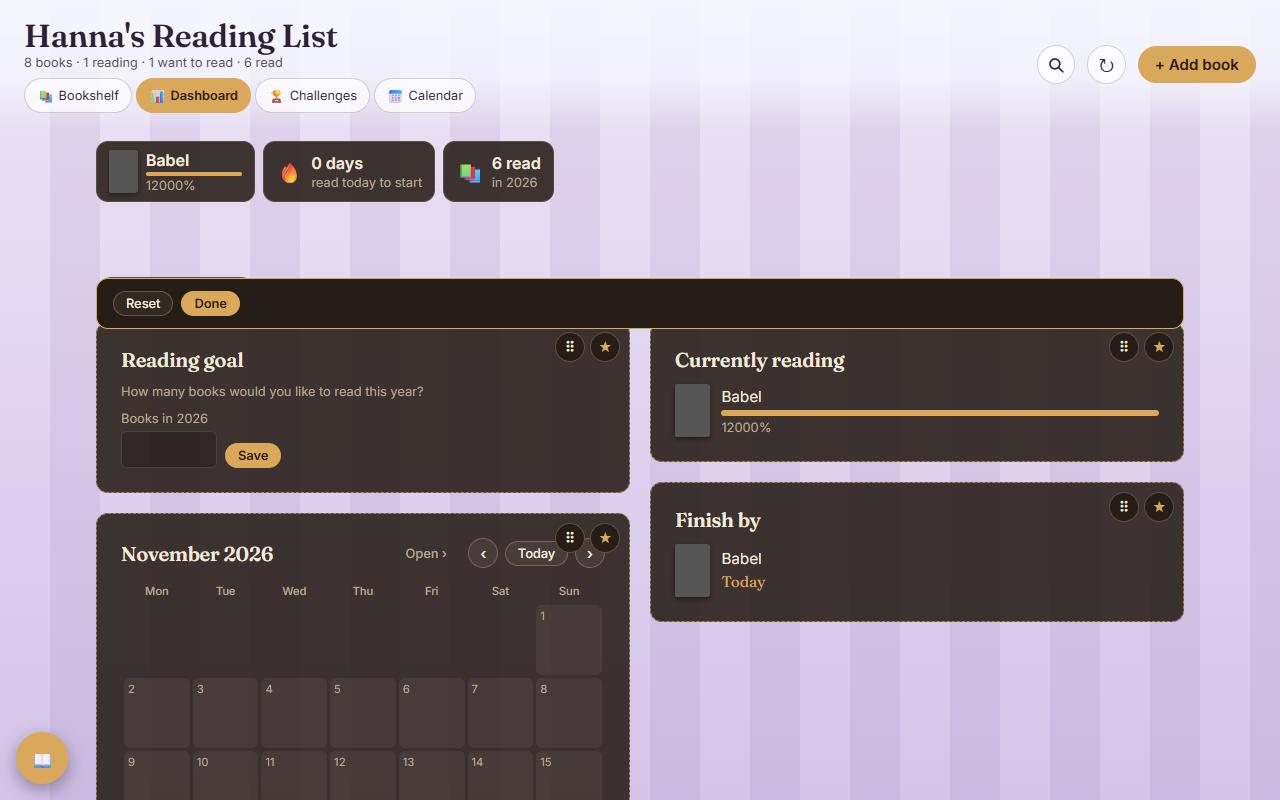 Hanna's Reading List
8 books · 1 reading · 1 want to read · 6 read
Bookshelf
Dashboard
Challenges
Calendar
+ Add book
Babel
12000%
0 days
read today to start
6 read
in 2026
Reset
Done
Reading goal
How many books would you like to read this year?
Books in 2026
Save
Currently reading
Babel
12000%
Finish by
Babel
Today
November 2026
Open ›
‹
Today
›
Mon Tue Wed Thu Fri Sat Sun
1
2 3 4 5 6 7 8
9 10 11 12 13 14 15